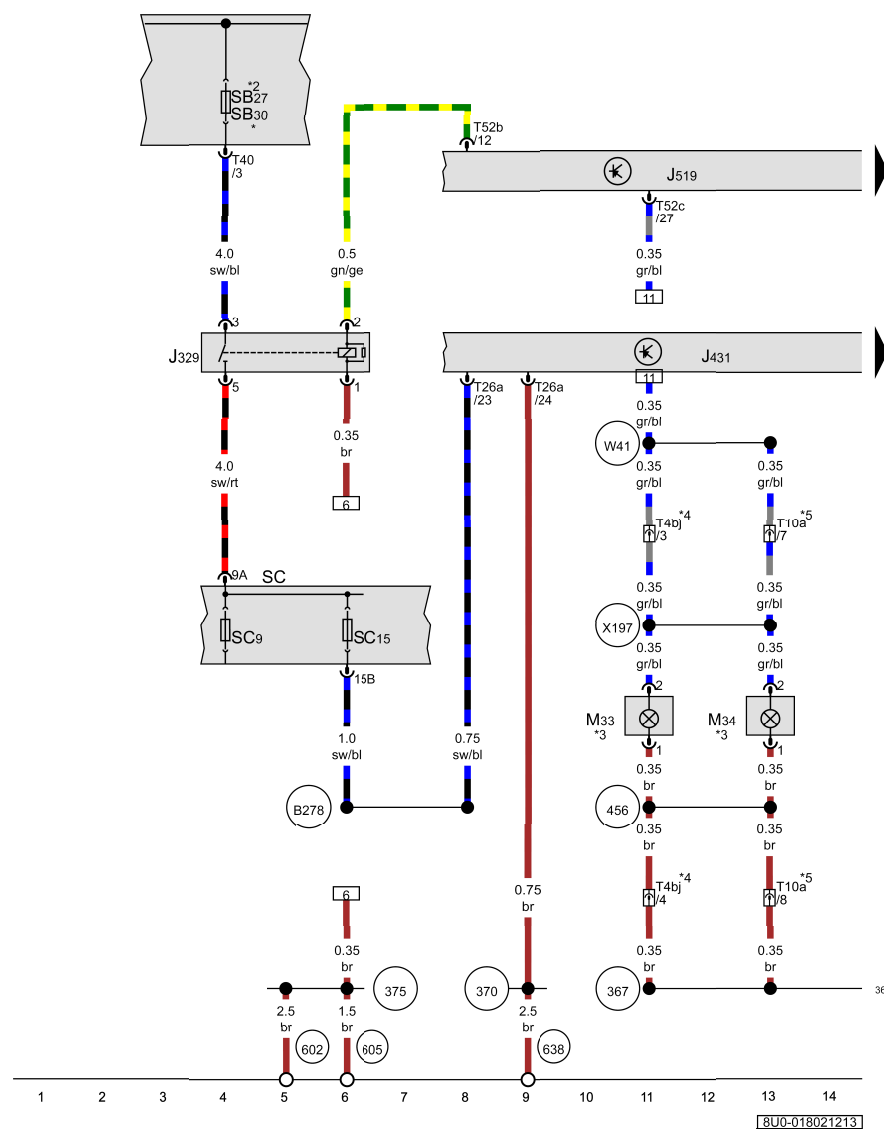 *2
SB27
SB30
*
T40
/3
T52b
/12
J519
T52c
/27
4.0
sw/bl
0.5
gn/ge
0.35
gr/bl
11
3
2
J329
J431
5
1
T26a
/23
T26a
/24
11
0.35
gr/bl
0.35
br
W41
4.0
sw/rt
0.35
gr/bl
0.35
gr/bl
6
T4bj*4
/3
T10a*5
/7
9A
SC
0.35
gr/bl
0.35
gr/bl
SC9
SC15
X197
0.35
gr/bl
0.35
gr/bl
15B
2
2
M33
*3
M34
*3
1.0
sw/bl
0.75
sw/bl
1
1
0.35
br
0.35
br
B278
456
0.35
br
0.35
br
6
0.75
br
T4bj*4
/4
T10a*5
/8
0.35
br
0.35
br
0.35
br
375
370
367
36
2.5
br
1.5
br
2.5
br
602
605
638
1 2 3 4 5 6 7 8 9 10 11 12 13 14
8U0-018021213